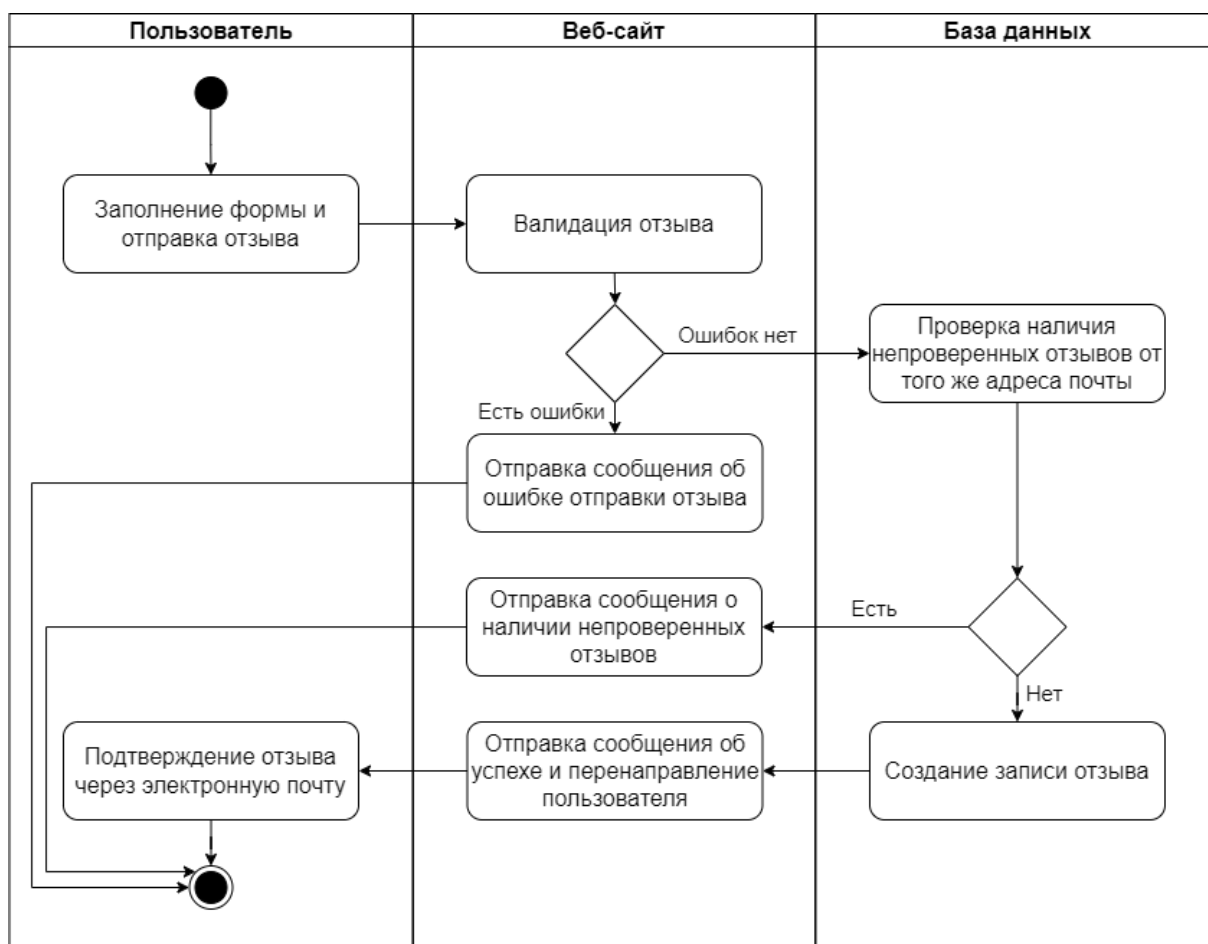 Пользователь
Веб-сайт
База данных
Заполнение формы и
отправка отзыва
Валидация отзыва
Ошибок нет
Проверка наличия
непроверенных отзывов от
того же адреса почты
Есть ошибки
Отправка сообщения об
ошибке отправки отзыва
Отправка сообщения о
наличии непроверенных
отзывов
Есть
Нет
Подтверждение отзыва
через электронную почту
Отправка сообщения об
успехе и перенаправление
пользователя
Создание записи отзыва